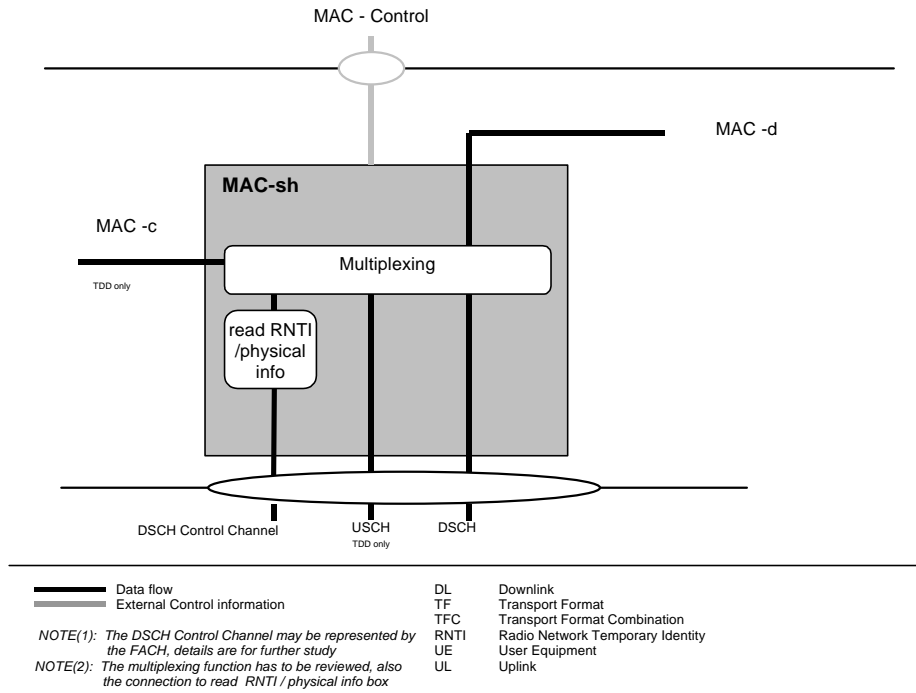 MAC - Control
MAC -d
MAC-sh
MAC -c
Multiplexing
TDD only
read RNTI
/physical
info
DSCH Control Channel
USCH
TDD only
DSCH
Data flow
External Control information
NOTE(1): The DSCH Control Channel may be represented by
the FACH, details are for further study
NOTE(2): The multiplexing function has to be reviewed, also
the connection to read RNTI / physical info box
DL Downlink
TF Transport Format
TFC Transport Format Combination
RNTI Radio Network Temporary Identity
UE User Equipment
UL Uplink